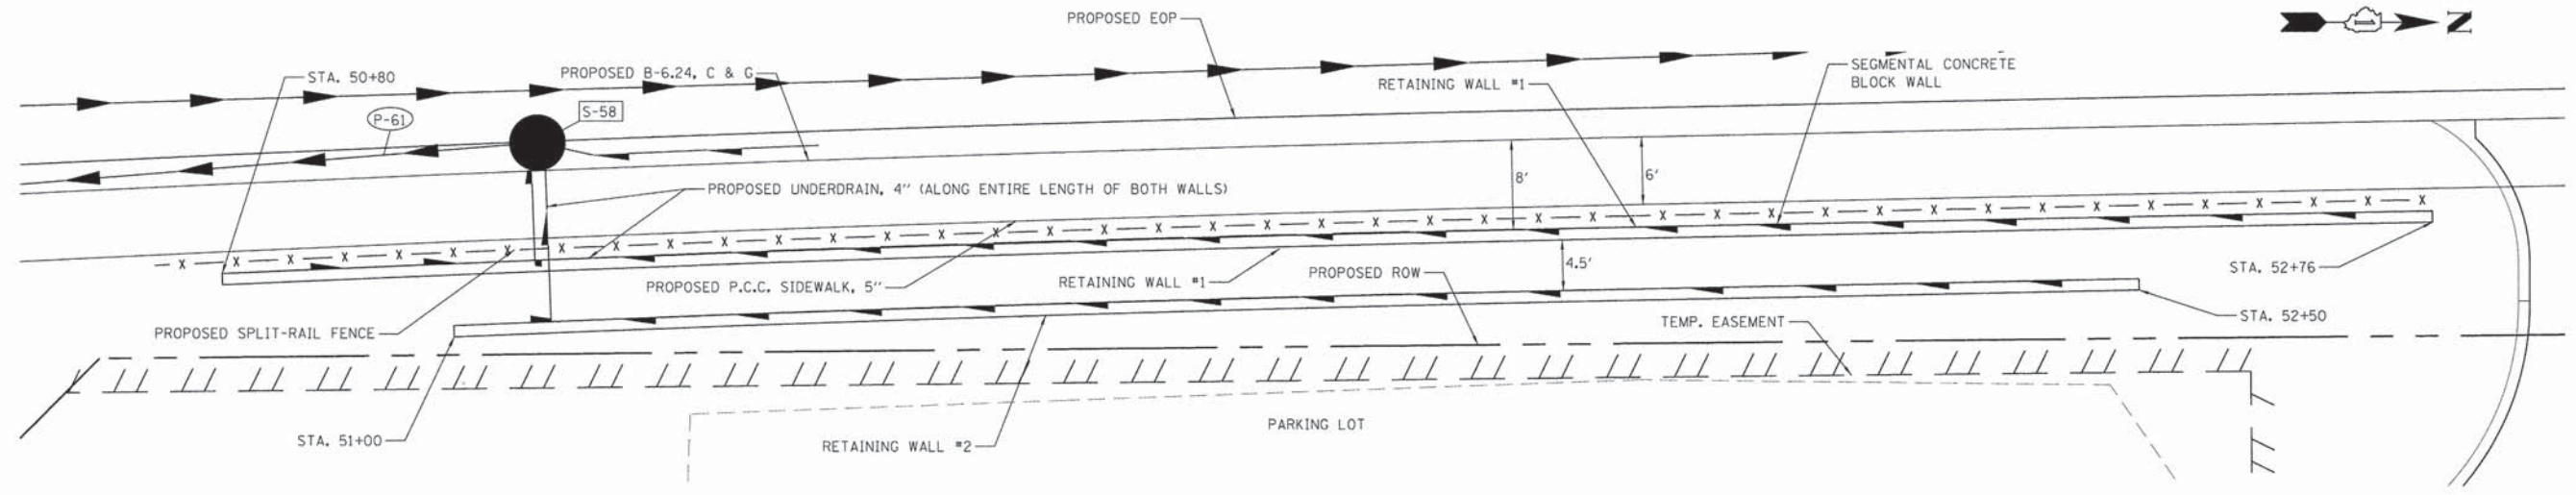 PROPOSED EOP
N
STA. 50+80
PROPOSED B-6.24, C & G
RETAINING WALL #1
SEGMENTAL CONCRETE
BLOCK WALL
P-61
S-58
PROPOSED UNDERDRAIN, 4" (ALONG ENTIRE LENGTH OF BOTH WALLS)
8'
6'
X X X X X X X X X X X X X X X X X X X X X X X X X X X X X X X X X X X X X X X X X X
PROPOSED P.C.C. SIDEWALK, 5"
RETAINING WALL #1
PROPOSED ROW
4.5'
STA. 52+76
PROPOSED SPLIT-RAIL FENCE
TEMP. EASEMENT
STA. 52+50
STA. 51+00
RETAINING WALL #2
PARKING LOT